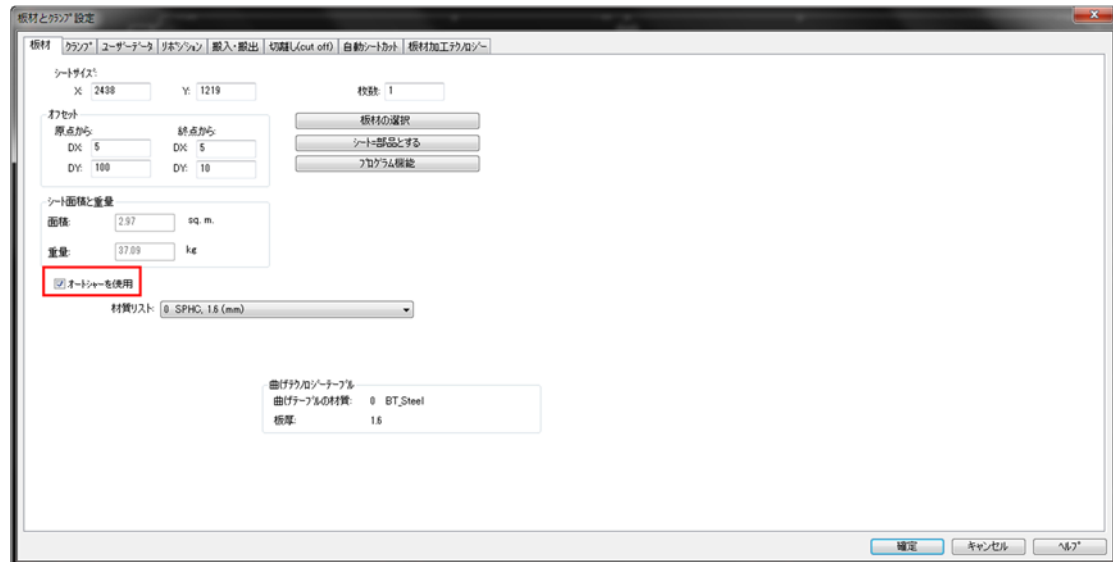 板材とクランプ設定
板材 クランプ ユーザーデータ リポジション 搬入・搬出 切離し(cut off) 自動シートカット 板材加工テクノロジー
シートサイズ:
X: 2438 Y: 1219 枚数: 1
オフセット
原点から: 終点から:
DX: 5 DX: 5
DY: 100 DY: 10
板材の選択
シート=部品とする
プログラム機能
シート面積と重量
面積: 2.97 sq. m.
重量: 37.09 kg
オートシャーを使用
材質リスト: 0 SPHC, 1.6 (mm)
曲げテクノロジーテーブル
曲げテーブルの材質: 0 BT_Steel
板厚: 1.6
確定 キャンセル ヘルプ